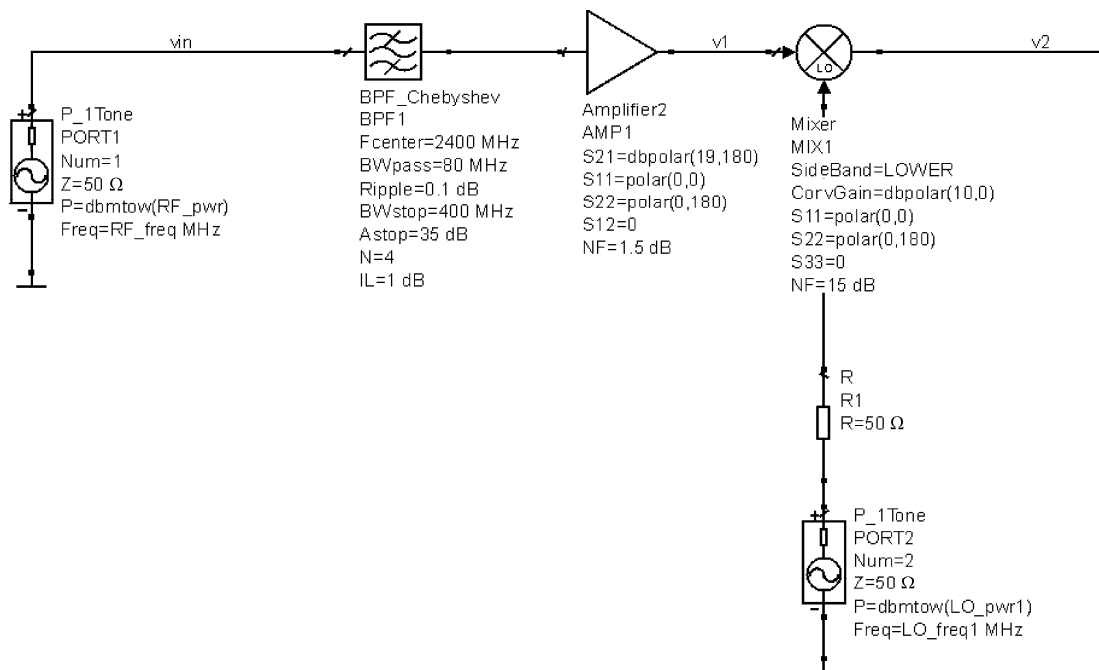 vin
v1
v2
LO
P_1Tone
PORT1
Num=1
Z=50 Ω
P=dbmtow(RF_pwr)
Freq=RF_freq MHz
BPF_Chebyshev
BPF1
Fcenter=2400 MHz
BWpass=80 MHz
Ripple=0.1 dB
BWstop=400 MHz
Astop=35 dB
N=4
IL=1 dB
Amplifier2
AMP1
S21=dbpolar(19,180)
S11=polar(0,0)
S22=polar(0,180)
S12=0
NF=1.5 dB
Mixer
MIX1
SideBand=LOWER
ConvGain=dbpolar(10,0)
S11=polar(0,0)
S22=polar(0,180)
S33=0
NF=15 dB
R
R1
R=50 Ω
P_1Tone
PORT2
Num=2
Z=50 Ω
P=dbmtow(LO_pwr1)
Freq=LO_freq1 MHz